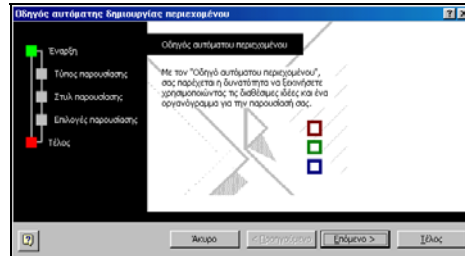 Οδηγός αυτόματης δημιουργίας περιεχομένου
Έναρξη
Τύπος παρουσίασης
Στυλ παρουσίασης
Επιλογές παρουσίασης
Τέλος
Οδηγός αυτόματου περιεχομένου
Με τον "Οδηγό αυτόματου περιεχομένου",
σας παρέχεται η δυνατότητα να ξεκινήσετε
χρησιμοποιώντας τις διαθέσιμες ιδέες και ένα
οργανόγραμμα για την παρουσίασή σας.
Άκυρο
< Προηγούμενο
Επόμενο >
Τέλος